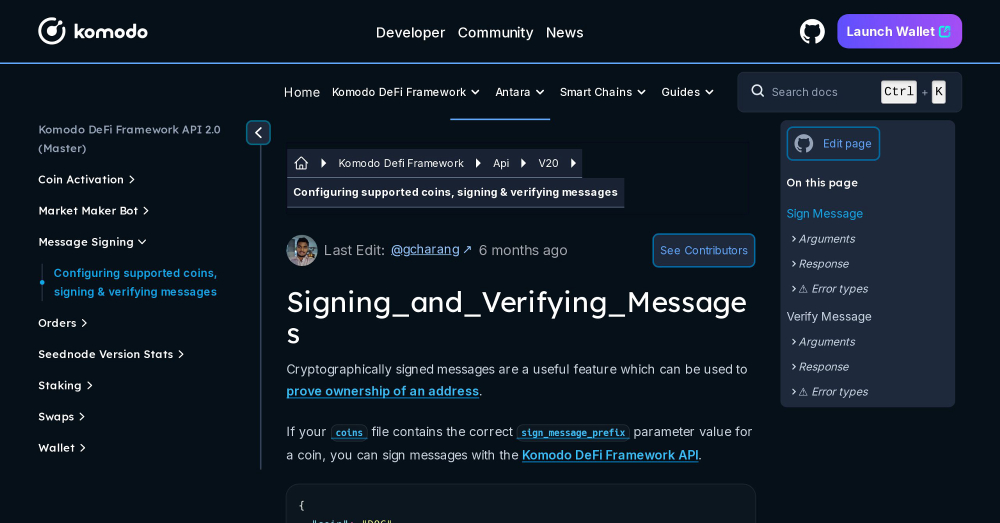 komodo
Developer Community News
Launch Wallet
Home Komodo DeFi Framework Antara Smart Chains Guides
Search docs Ctrl + K
Komodo DeFi Framework API 2.0
(Master)
Coin Activation
Market Maker Bot
Message Signing
Configuring supported coins,
signing & verifying messages
Orders
Seednode Version Stats
Staking
Swaps
Wallet
Komodo Defi Framework Api V20
Configuring supported coins, signing & verifying messages
Last Edit: @gcharang ↗ 6 months ago
See Contributors
Signing_and_Verifying_Message
s
Cryptographically signed messages are a useful feature which can be used to
prove ownership of an address.
If your coins file contains the correct sign_message_prefix parameter value for
a coin, you can sign messages with the Komodo DeFi Framework API.
{
Edit page
On this page
Sign Message
Arguments
Response
⚠ Error types
Verify Message
Arguments
Response
⚠ Error types